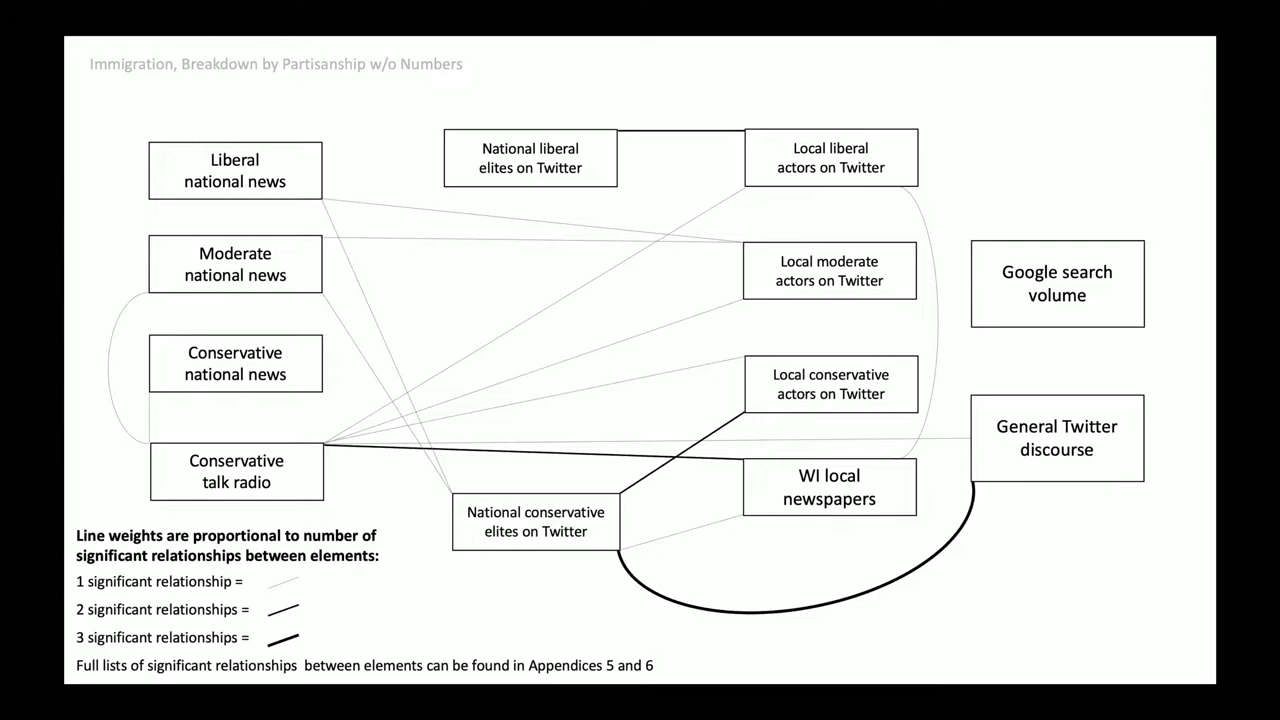 Immigration, Breakdown by Partisanship w/o Numbers
Liberal
national news
National liberal
elites on Twitter
Local liberal
actors on Twitter
Moderate
national news
Local moderate
actors on Twitter
Google search
volume
Conservative
national news
Local conservative
actors on Twitter
General Twitter
discourse
Conservative
talk radio
WI local
newspapers
National conservative
elites on Twitter
Line weights are proportional to number of
significant relationships between elements:
1 significant relationship =
2 significant relationships =
3 significant relationships =
Full lists of significant relationships between elements can be found in Appendices 5 and 6